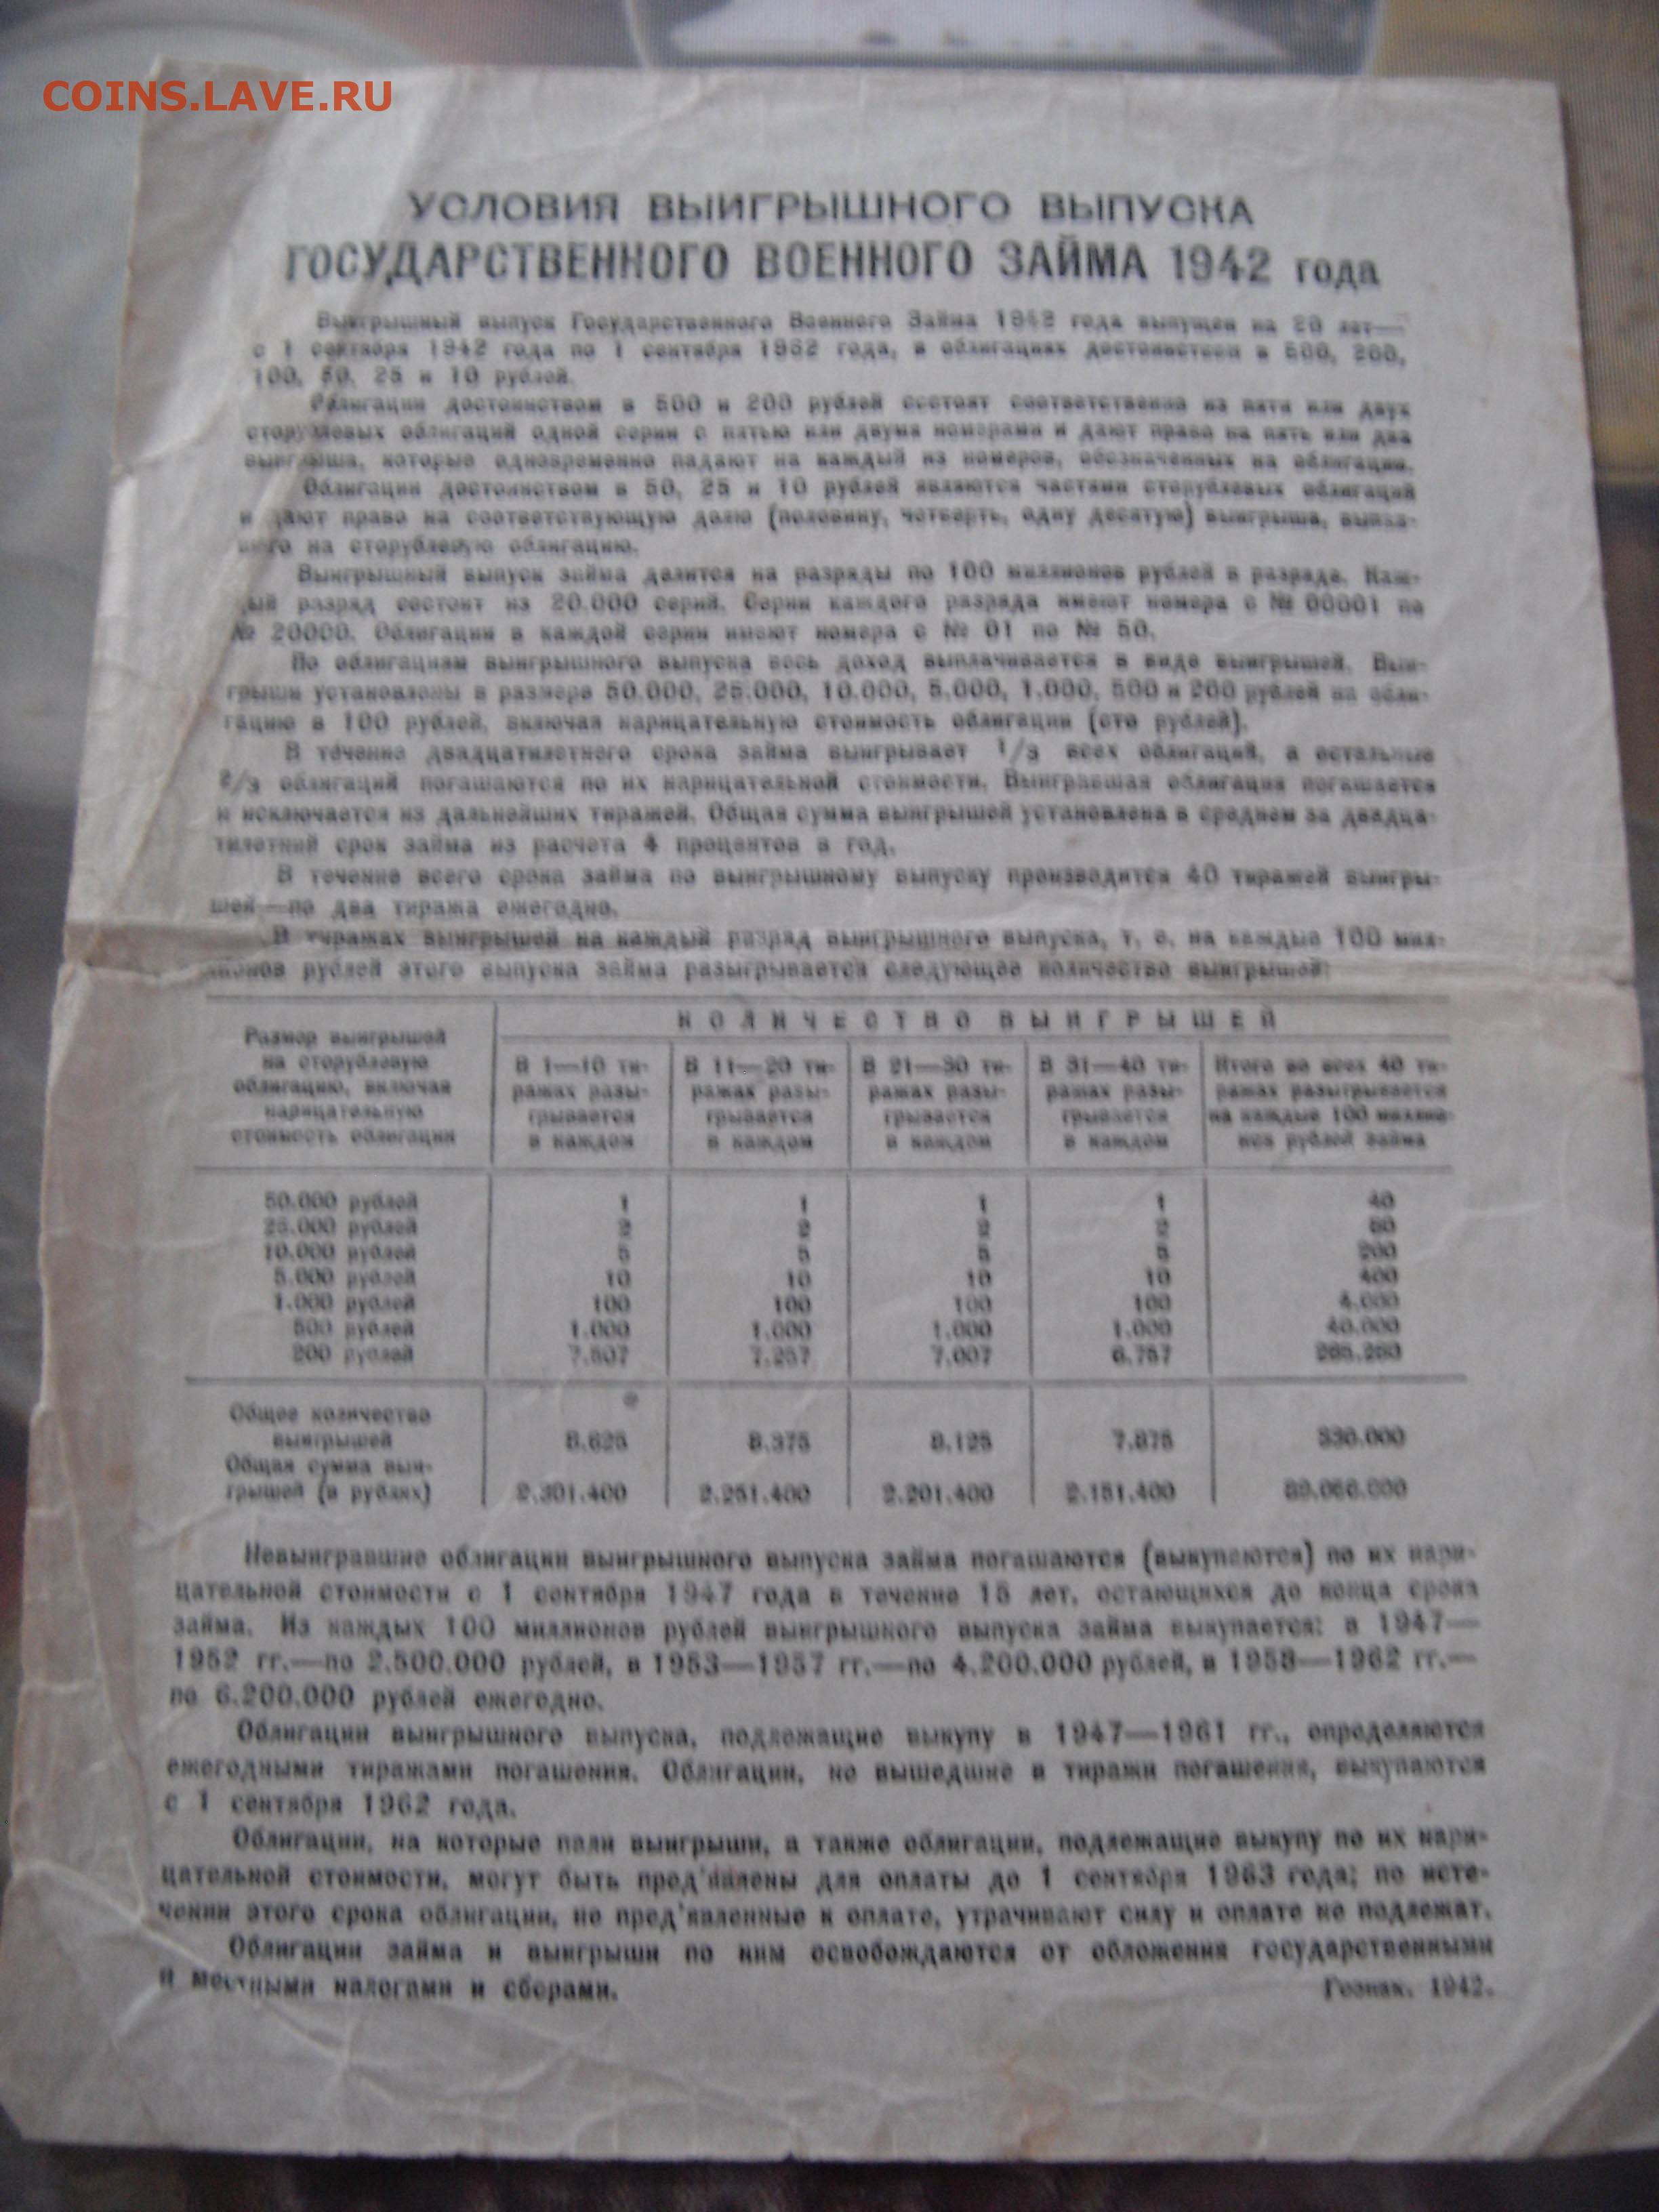 COINS.LAVE.RU
УСЛОВИЯ ВЫИГРЫШНОГО ВЫПУСКА
ГОСУДАРСТВЕННОГО ВОЕННОГО ЗАЙМА 1942 года
Выигрышный выпуск Государственного Военного Займа 1942 года выпущен на 20 лет—
с 1 сентября 1942 года по 1 сентября 1962 года, в облигациях достоинством в 500, 200,
100, 50, 25 и 10 рублей.
Облигации достоинством в 500 и 200 рублей состоят соответственно из пяти или двух
сторублевых облигаций одной серии с пятью или двумя номерами и дают право на пять или два
выигрыша, которые одновременно падают на каждый из номеров, обозначенных на облигации.
Облигации достоинством в 50, 25 и 10 рублей являются частями сторублевых облигаций
и дают право на соответствующую долю (половину, четверть, одну десятую) выигрыша, выпав-
шего на сторублевую облигацию.
Выигрышный выпуск займа делится на разряды по 100 миллионов рублей в разряде. Каж-
дый разряд состоит из 20.000 серий. Серии каждого разряда имеют номера с № 00001 по
№ 20000. Облигации в каждой серии имеют номера с № 01 по № 50.
По облигациям выигрышного выпуска весь доход выплачивается в виде выигрышей. Выи-
грыши установлены в размере 50.000, 25.000, 10.000, 5.000, 1.000, 500 и 200 рублей на обли-
гацию в 100 рублей, включая нарицательную стоимость облигации (сто рублей).
В течение двадцатилетнего срока займа выигрывает 1/3 всех облигаций, а остальные
2/3 облигаций погашаются по их нарицательной стоимости. Выигравшая облигация погашается
и исключается из дальнейших тиражей. Общая сумма выигрышей установлена в среднем за двадца-
тилетний срок займа из расчета 4 процентов в год.
В течение всего срока займа по выигрышному выпуску производится 40 тиражей выигры-
шей—по два тиража ежегодно.
В тиражах выигрышей на каждый разряд выигрышного выпуска, т. е. на каждые 100 мил-
лионов рублей этого выпуска займа разыгрывается следующее количество выигрышей:
Размер выигрышей
на сторублевую
облигацию, включая
нарицательную
стоимость облигации
КОЛИЧЕСТВО ВЫИГРЫШЕЙ
В 1—10 ти-
ражах разы-
грывается
в каждом
В 11—20 ти-
ражах разы-
грывается
в каждом
В 21—30 ти-
ражах разы-
грывается
в каждом
В 31—40 ти-
ражах разы-
грывается
в каждом
Итого во всех 40 ти-
ражах разыгрывается
на каждые 100 миллио-
нов рублей займа
50.000 рублей 1 1 1 1 40
25.000 рублей 2 2 2 2 80
10.000 рублей 5 5 5 5 200
5.000 рублей 10 10 10 10 400
1.000 рублей 100 100 100 100 4.000
500 рублей 1.000 1.000 1.000 1.000 40.000
200 рублей 7.507 7.257 7.007 6.757 285.280
Общее количество
выигрышей 8.625 8.375 8.125 7.875 330.000
Общая сумма выи-
грышей (в рублях) 2.301.400 2.251.400 2.201.400 2.151.400 89.056.000
Невыигравшие облигации выигрышного выпуска займа погашаются (выкупаются) по их нари-
цательной стоимости с 1 сентября 1947 года в течение 15 лет, остающихся до конца срока
займа. Из каждых 100 миллионов рублей выигрышного выпуска займа выкупается: в 1947—
1952 гг.—по 2.500.000 рублей, в 1953—1957 гг.—по 4.200.000 рублей, в 1958—1962 гг.—
по 6.200.000 рублей ежегодно.
Облигации выигрышного выпуска, подлежащие выкупу в 1947—1961 гг., определяются
ежегодными тиражами погашения. Облигации, не вышедшие в тиражи погашения, выкупаются
с 1 сентября 1962 года.
Облигации, на которые пали выигрыши, а также облигации, подлежащие выкупу по их нари-
цательной стоимости, могут быть пред'явлены для оплаты до 1 сентября 1963 года; по исте-
чении этого срока облигации, не пред'явленные к оплате, утрачивают силу и оплате не подлежат.
Облигации займа и выигрыши по ним освобождаются от обложения государственными
и местными налогами и сборами.
Гознак. 1942.